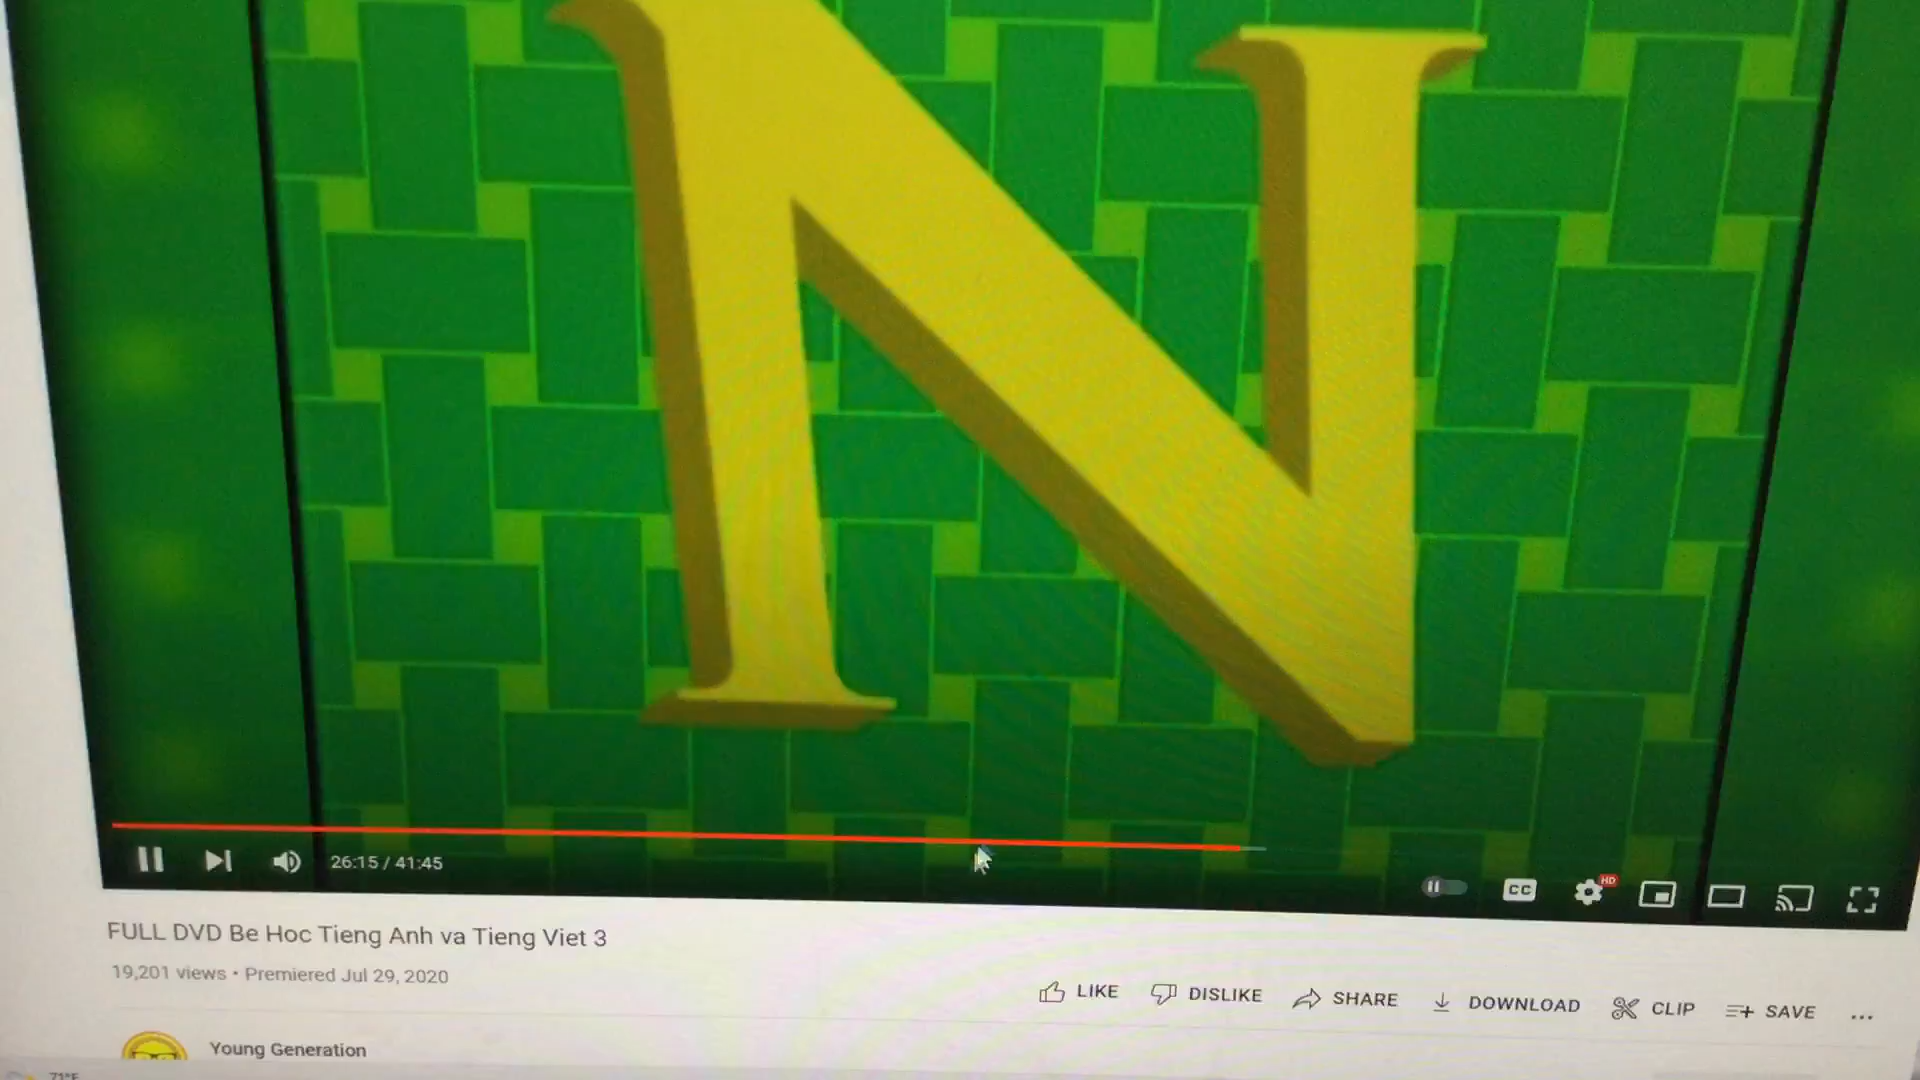 N
26:15 / 41:45
CC
HD
FULL DVD Be Hoc Tieng Anh va Tieng Viet 3
19,201 views • Premiered Jul 29, 2020
LIKE
DISLIKE
SHARE
DOWNLOAD
CLIP
SAVE
...
Young Generation
71°F